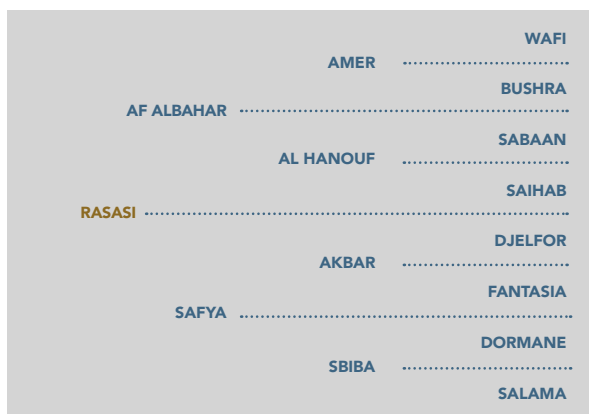 WAFI
AMER
BUSHRA
AF ALBAHAR
SABAAN
AL HANOUF
SAIHAB
RASASI
DJELFOR
AKBAR
FANTASIA
SAFYA
DORMANE
SBIBA
SALAMA